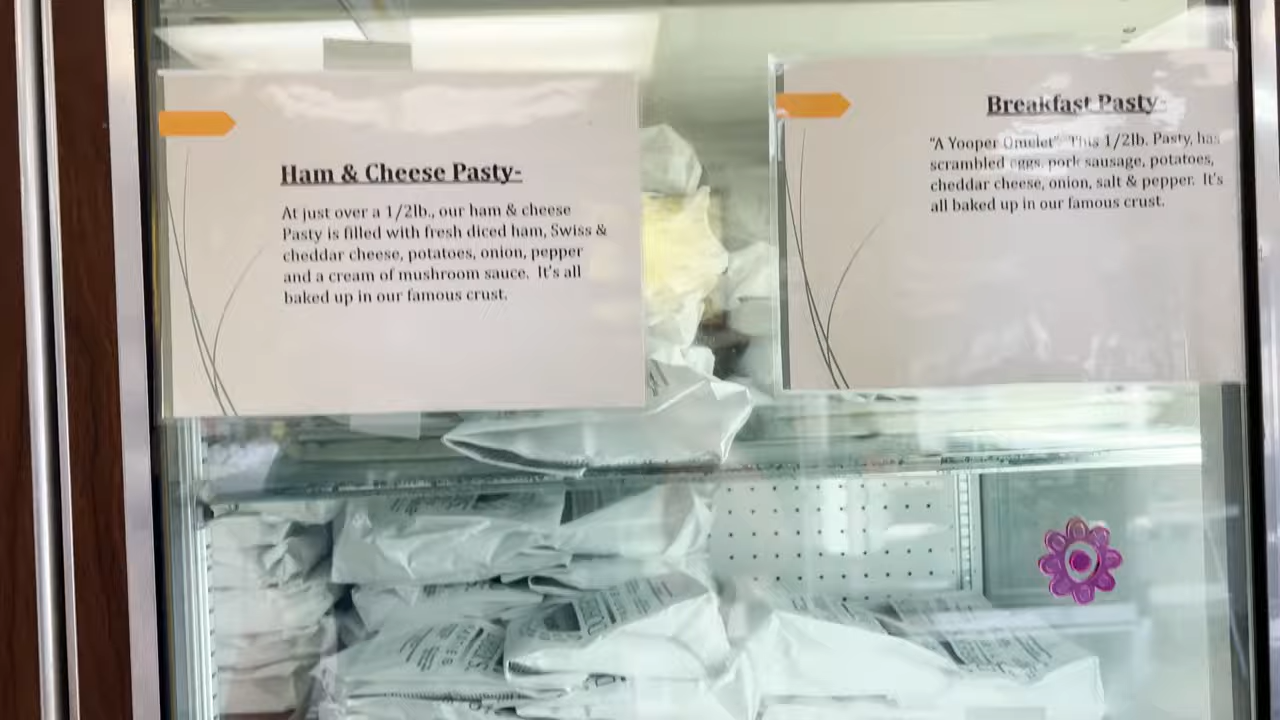 Ham & Cheese Pasty-
At just over a 1/2lb., our ham & cheese
Pasty is filled with fresh diced ham, Swiss &
cheddar cheese, potatoes, onion, pepper
and a cream of mushroom sauce. It's all
baked up in our famous crust.
Breakfast Pasty-
"A Yooper Omelet" This 1/2lb. Pasty, has
scrambled eggs, pork sausage, potatoes,
cheddar cheese, onion, salt & pepper. It's
all baked up in our famous crust.